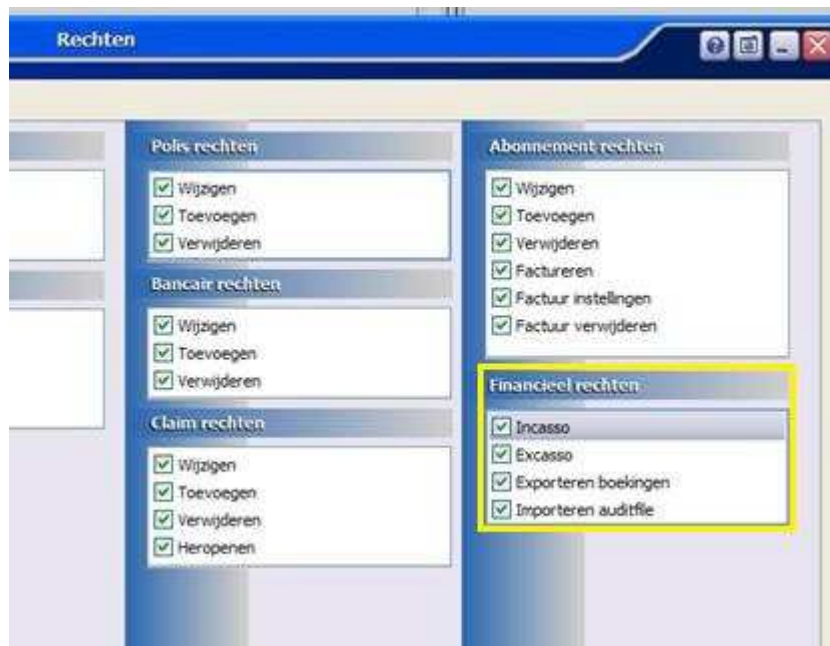 Rechten
Polis rechten
Wijzigen
Toevoegen
Verwijderen
Bancair rechten
Wijzigen
Toevoegen
Verwijderen
Claim rechten
Wijzigen
Toevoegen
Verwijderen
Heropenen
Abonnement rechten
Wijzigen
Toevoegen
Verwijderen
Factureren
Factuur instellingen
Factuur verwijderen
Financieel rechten
Incasso
Excasso
Exporteren boekingen
Importeren auditfile